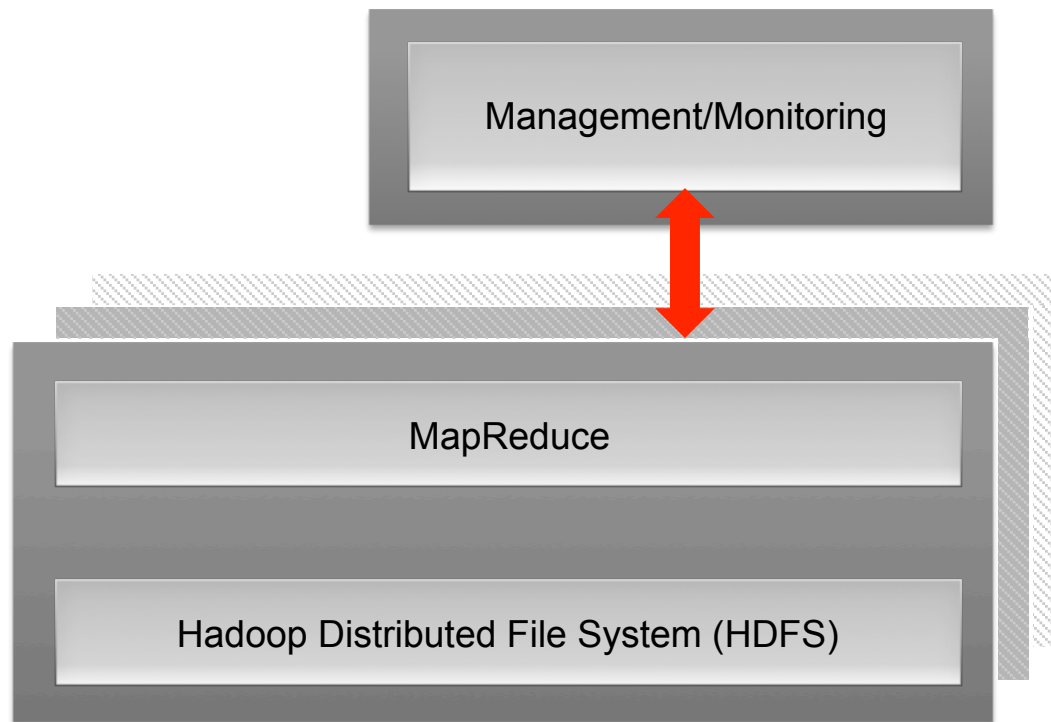 Management/Monitoring
MapReduce
Hadoop Distributed File System (HDFS)